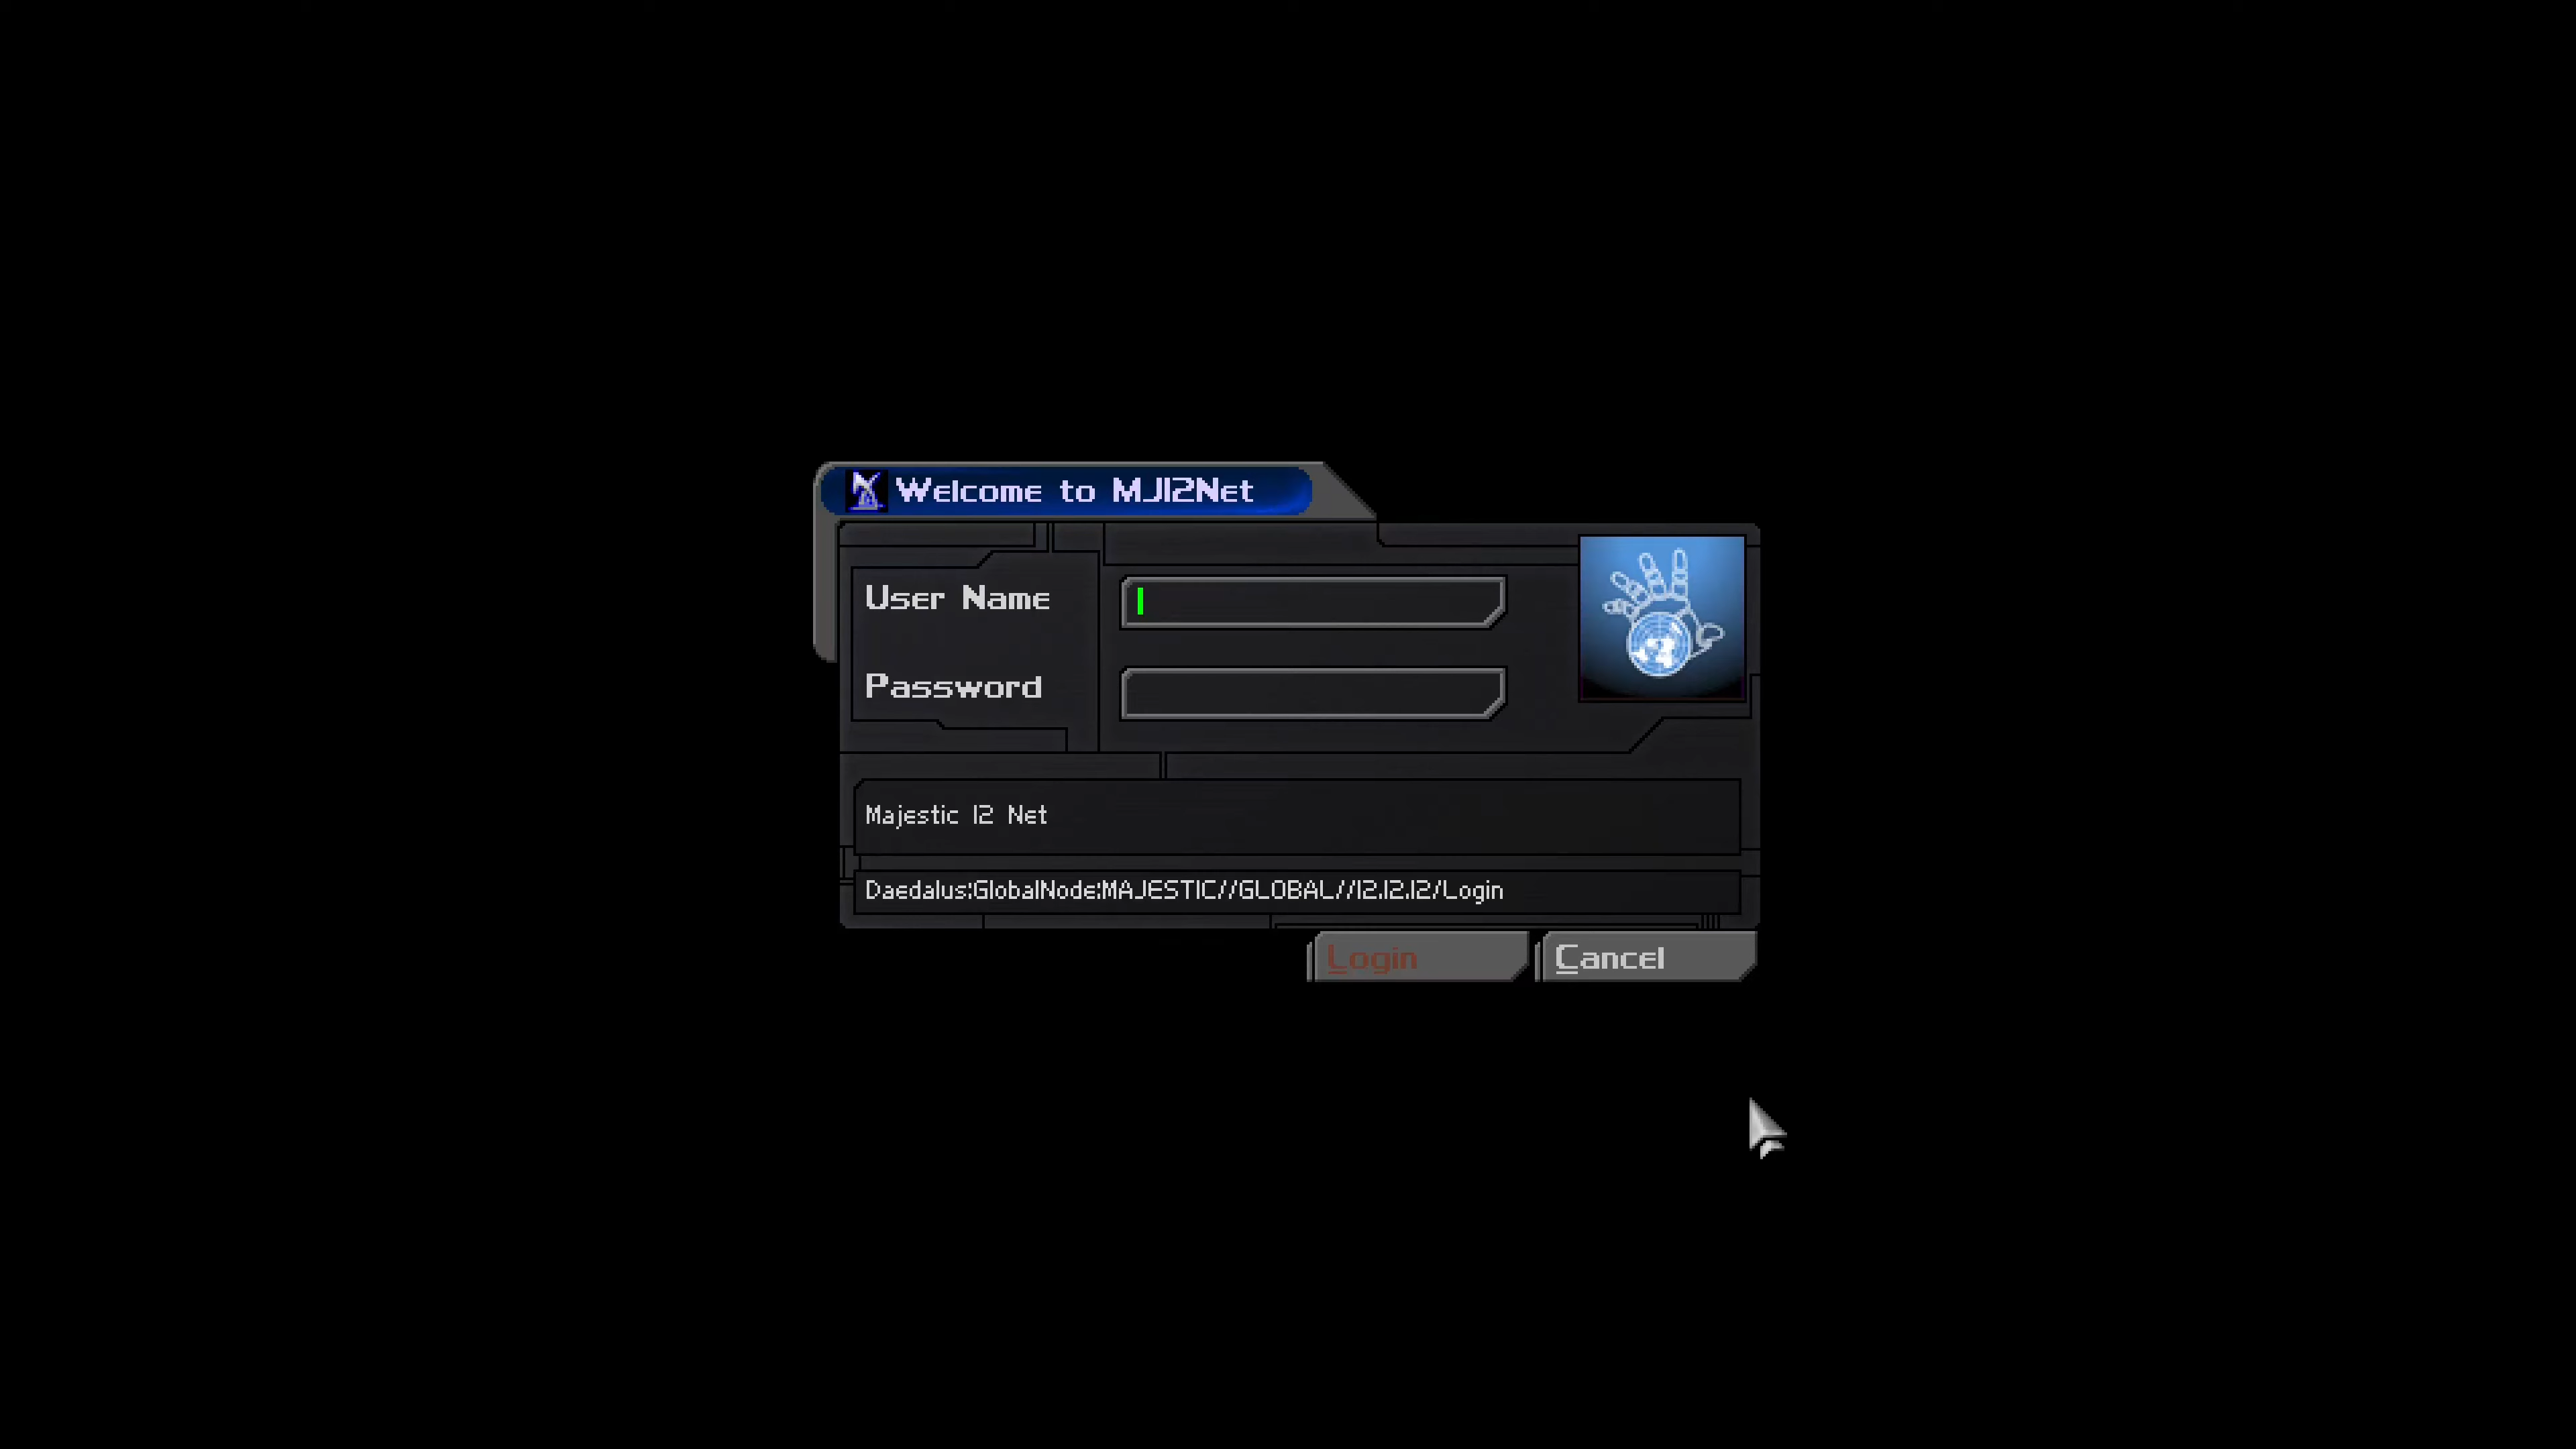 Welcome to MJ12Net
User Name
Password
Majestic 12 Net
Daedalus:GlobalNode:MAJESTIC//GLOBAL//12.12.12/Login
Login
Cancel